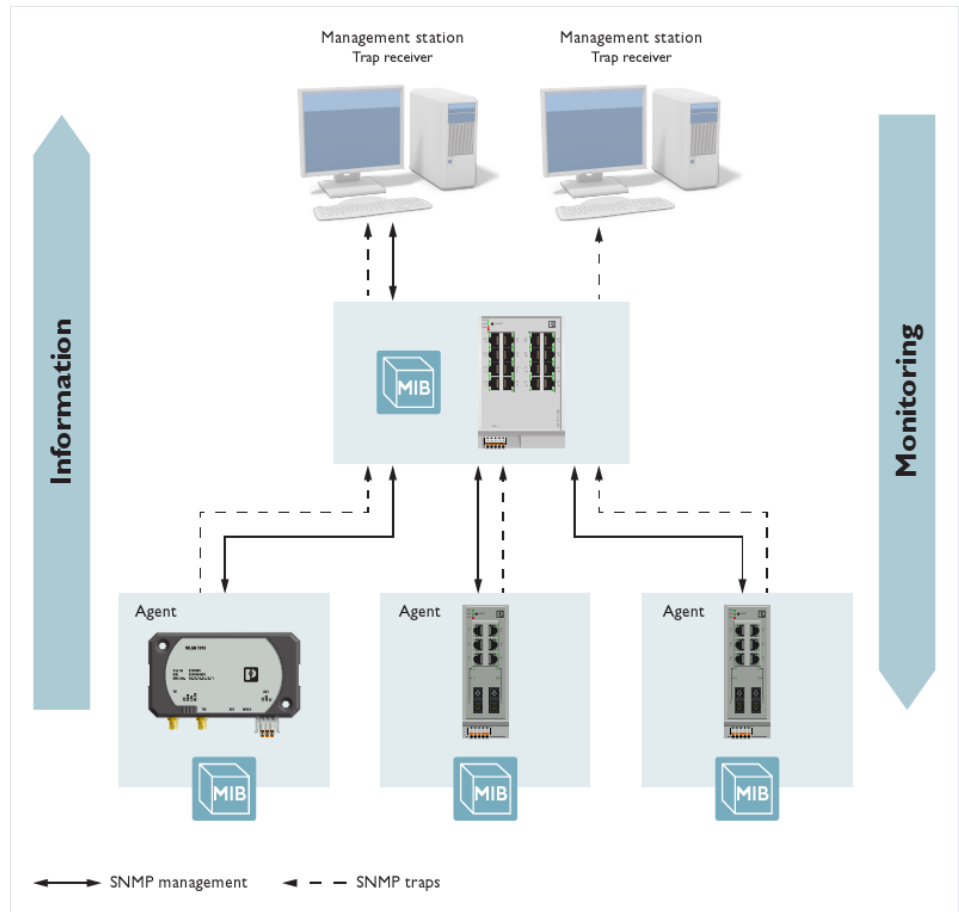 Management station
Trap receiver
Management station
Trap receiver
Information
Monitoring
MIB
Agent
Agent
Agent
MIB
MIB
MIB
SNMP management
SNMP traps